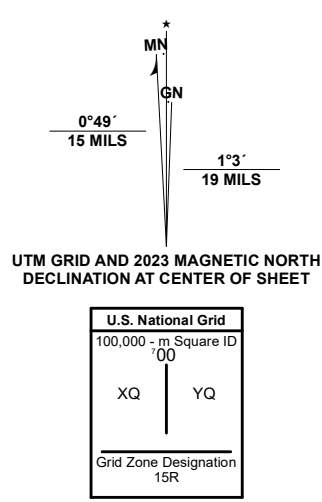 ★
MN
GN
0°49´
15 MILS
1°3´
19 MILS
UTM GRID AND 2023 MAGNETIC NORTH
DECLINATION AT CENTER OF SHEET
U.S. National Grid
100,000 - m Square ID
⁷00
XQ YQ
Grid Zone Designation
15R